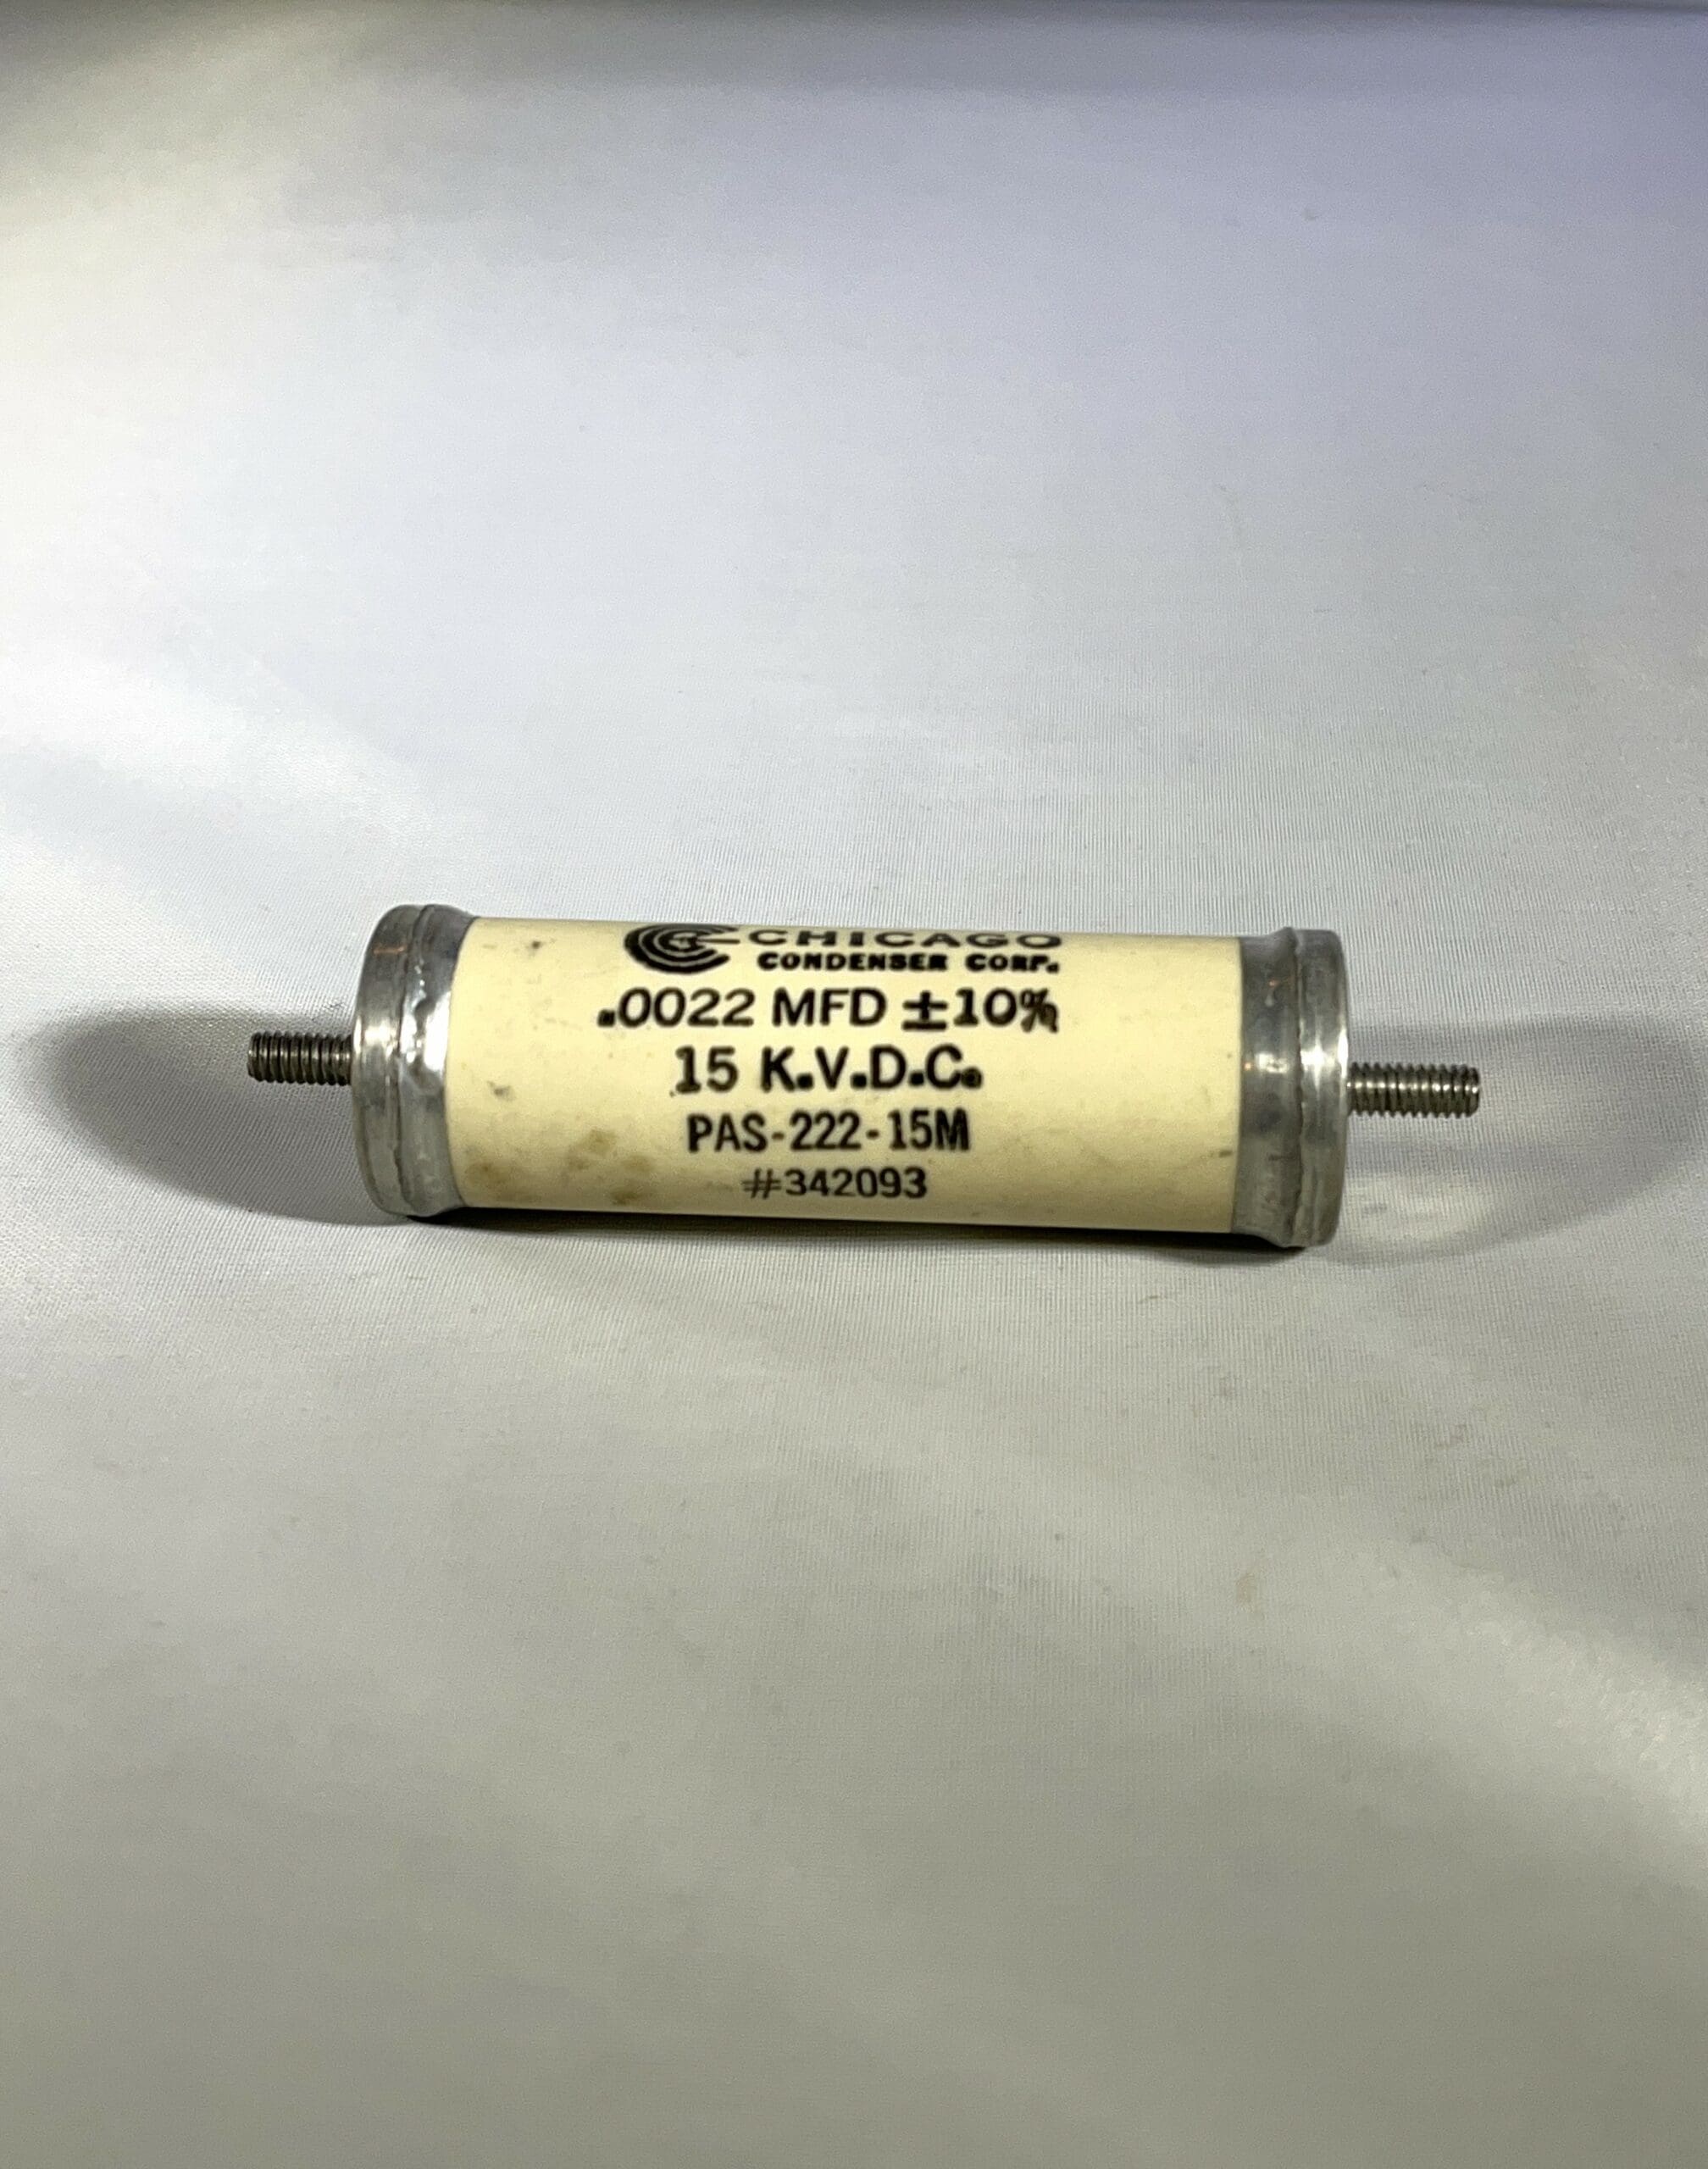 CHICAGO
CONDENSER CORP.
.0022 MFD ±10%
15 K.V.D.C.
PAS-222-15M
#342093